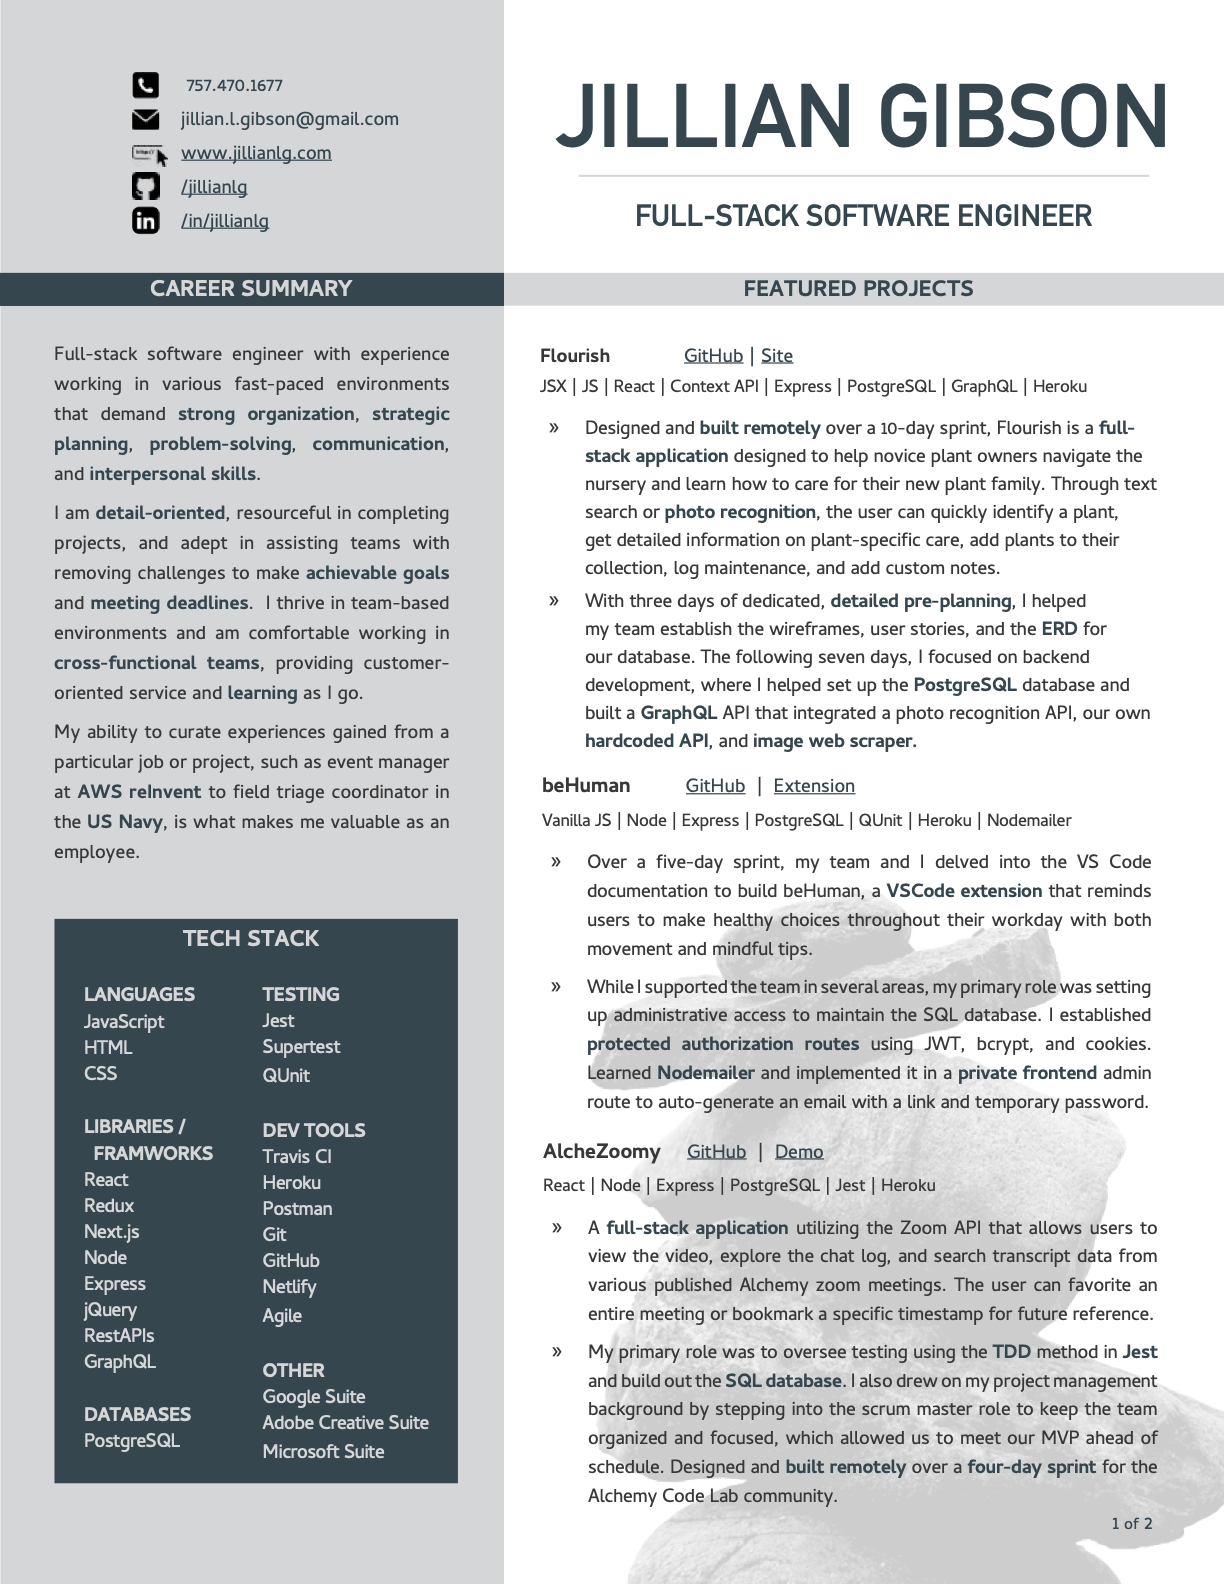 757.470.1677
jillian.l.gibson@gmail.com
www.jillianlg.com
/jillianlg
in /in/jillianlg
JILLIAN GIBSON
FULL-STACK SOFTWARE ENGINEER
CAREER SUMMARY
Full-stack software engineer with experience
working in various fast-paced environments
that demand strong organization, strategic
planning, problem-solving, communication,
and interpersonal skills.
I am detail-oriented, resourceful in completing
projects, and adept in assisting teams with
removing challenges to make achievable goals
and meeting deadlines. I thrive in team-based
environments and am comfortable working in
cross-functional teams, providing customer-
oriented service and learning as I go.
My ability to curate experiences gained from a
particular job or project, such as event manager
at AWS reInvent to field triage coordinator in
the US Navy, is what makes me valuable as an
employee.
TECH STACK
LANGUAGES
JavaScript
HTML
CSS
LIBRARIES /
FRAMWORKS
React
Redux
Next.js
Node
Express
jQuery
RestAPIs
GraphQL
DATABASES
PostgreSQL
TESTING
Jest
Supertest
QUnit
DEV TOOLS
Travis CI
Heroku
Postman
Git
GitHub
Netlify
Agile
OTHER
Google Suite
Adobe Creative Suite
Microsoft Suite
FEATURED PROJECTS
Flourish GitHub | Site
JSX | JS | React | Context API | Express | PostgreSQL | GraphQL | Heroku
» Designed and built remotely over a 10-day sprint, Flourish is a full-
stack application designed to help novice plant owners navigate the
nursery and learn how to care for their new plant family. Through text
search or photo recognition, the user can quickly identify a plant,
get detailed information on plant-specific care, add plants to their
collection, log maintenance, and add custom notes.
» With three days of dedicated, detailed pre-planning, I helped
my team establish the wireframes, user stories, and the ERD for
our database. The following seven days, I focused on backend
development, where I helped set up the PostgreSQL database and
built a GraphQL API that integrated a photo recognition API, our own
hardcoded API, and image web scraper.
beHuman GitHub | Extension
Vanilla JS | Node | Express | PostgreSQL | QUnit | Heroku | Nodemailer
» Over a five-day sprint, my team and I delved into the VS Code
documentation to build beHuman, a VSCode extension that reminds
users to make healthy choices throughout their workday with both
movement and mindful tips.
» While I supported the team in several areas, my primary role was setting
up administrative access to maintain the SQL database. I established
protected authorization routes using JWT, bcrypt, and cookies.
Learned Nodemailer and implemented it in a private frontend admin
route to auto-generate an email with a link and temporary password.
AlcheZoomy GitHub | Demo
React | Node | Express | PostgreSQL | Jest | Heroku
» A full-stack application utilizing the Zoom API that allows users to
view the video, explore the chat log, and search transcript data from
various published Alchemy zoom meetings. The user can favorite an
entire meeting or bookmark a specific timestamp for future reference.
» My primary role was to oversee testing using the TDD method in Jest
and build out the SQL database. I also drew on my project management
background by stepping into the scrum master role to keep the team
organized and focused, which allowed us to meet our MVP ahead of
schedule. Designed and built remotely over a four-day sprint for the
Alchemy Code Lab community.
1 of 2